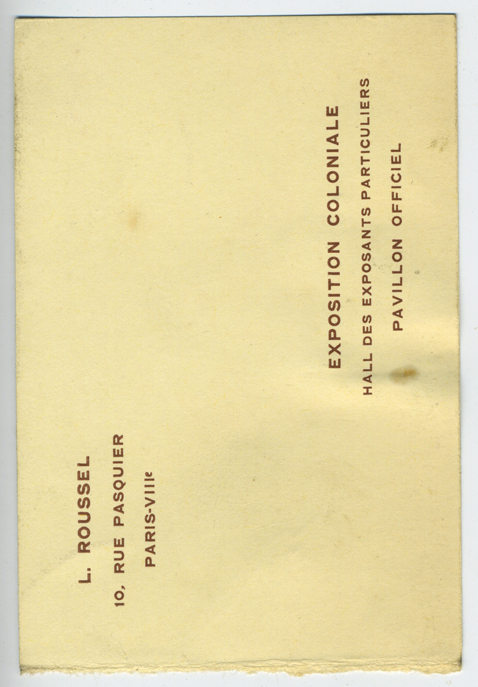 L. ROUSSEL
10, RUE PASQUIER
PARIS-VIIIe
EXPOSITION COLONIALE
HALL DES EXPOSANTS PARTICULIERS
PAVILLON OFFICIEL